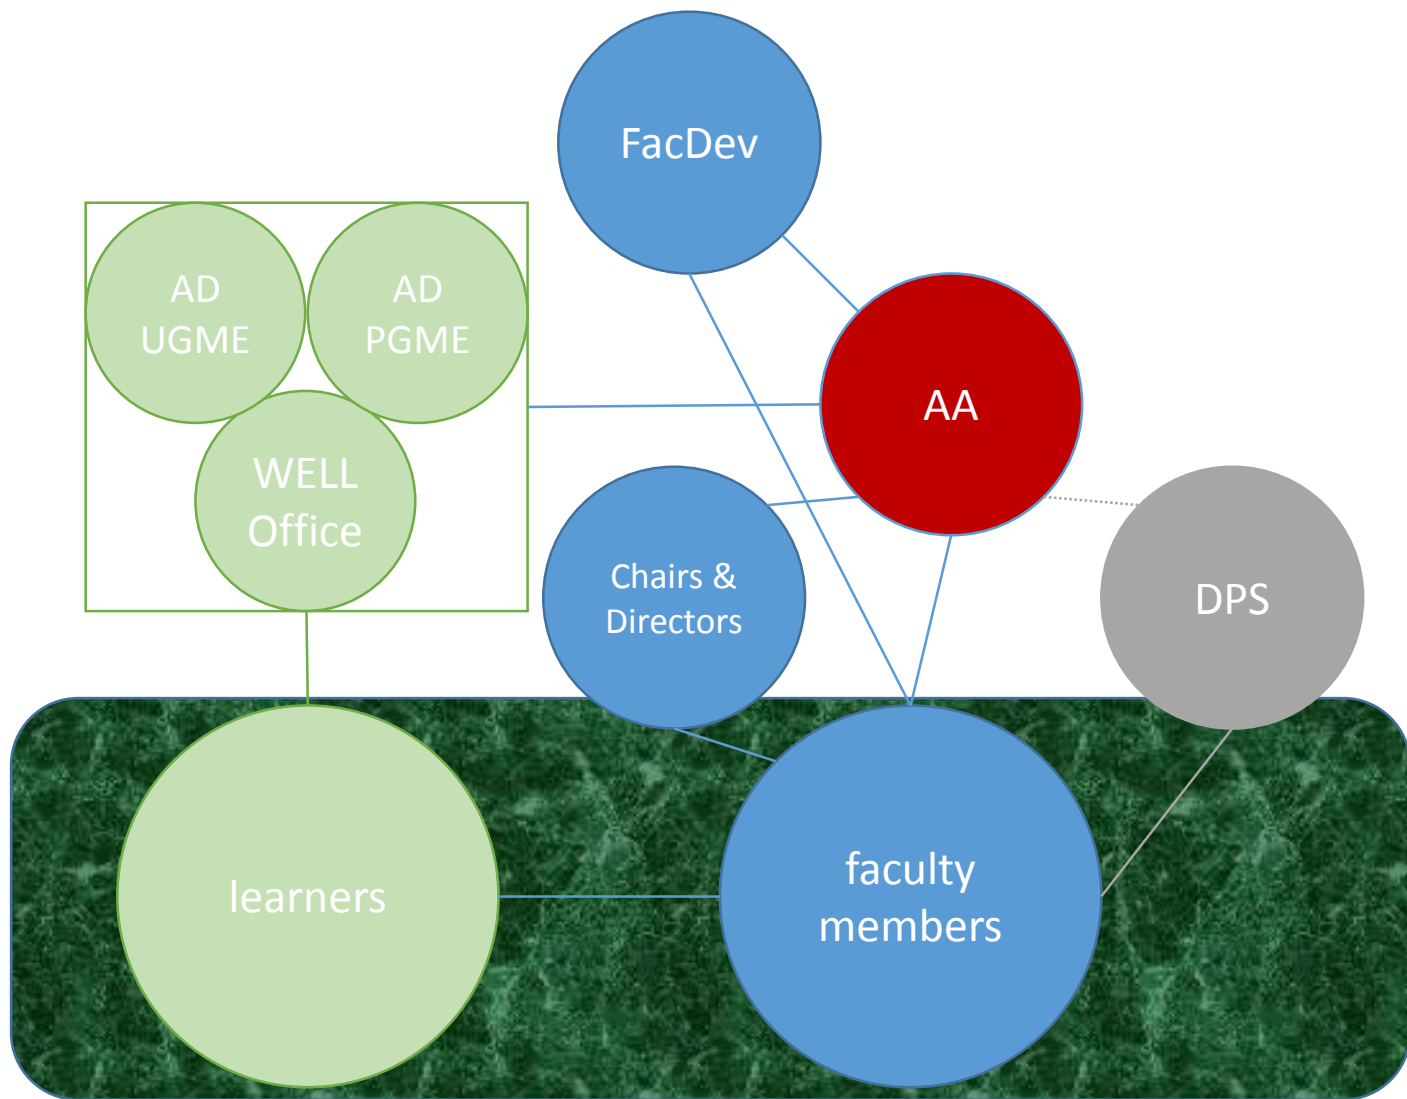 FacDev
AD
UGME
AD
PGME
AA
WELL
Office
Chairs &
Directors
DPS
learners
faculty
members